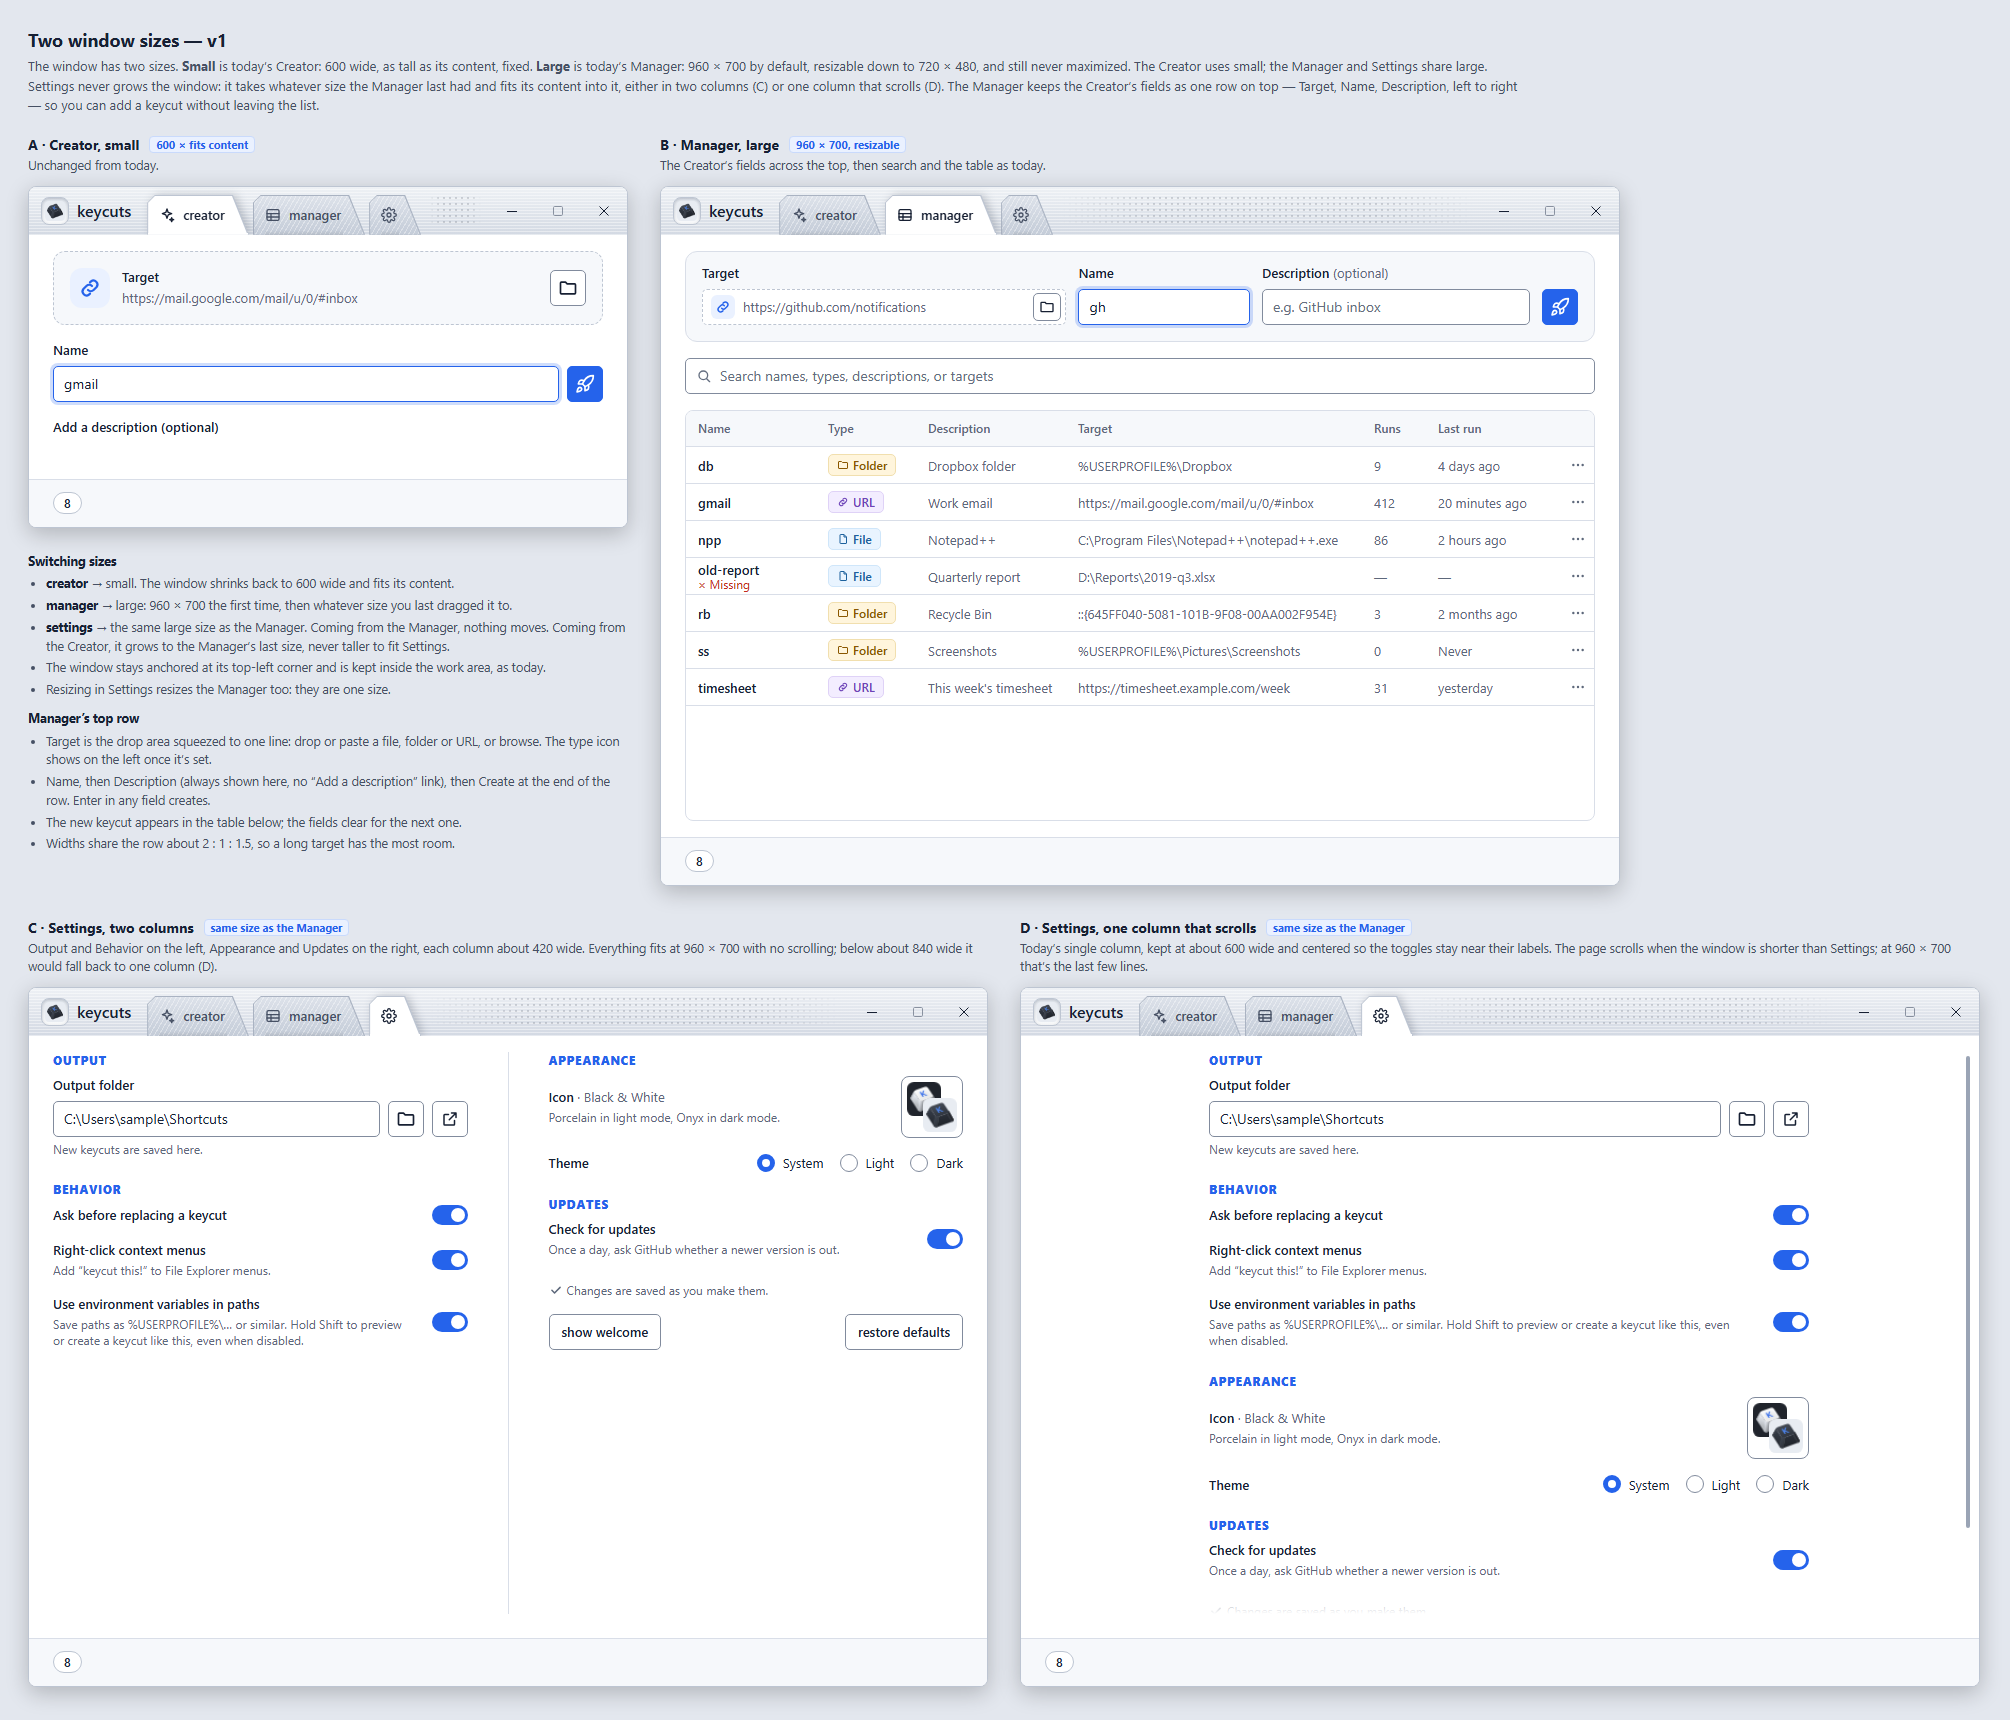 Two window sizes — v1
The window has two sizes. Small is today's Creator: 600 wide, as tall as its content, fixed. Large is today's Manager: 960 × 700 by default, resizable down to 720 × 480, and still never maximized. The Creator uses small; the Manager and Settings share large.
Settings never grows the window: it takes whatever size the Manager last had and fits its content into it, either in two columns (C) or one column that scrolls (D). The Manager keeps the Creator's fields as one row on top — Target, Name, Description, left to right
— so you can add a keycut without leaving the list.
A · Creator, small 600 × fits content
Unchanged from today.
keycuts creator manager
Target
https://mail.google.com/mail/u/0/#inbox
Name
gmail
Add a description (optional)
8
Switching sizes
• creator → small. The window shrinks back to 600 wide and fits its content.
• manager → large: 960 × 700 the first time, then whatever size you last dragged it to.
• settings → the same large size as the Manager. Coming from the Manager, nothing moves. Coming from
the Creator, it grows to the Manager's last size, never taller to fit Settings.
• The window stays anchored at its top-left corner and is kept inside the work area, as today.
• Resizing in Settings resizes the Manager too: they are one size.
Manager's top row
• Target is the drop area squeezed to one line: drop or paste a file, folder or URL, or browse. The type icon
shows on the left once it's set.
• Name, then Description (always shown here, no “Add a description” link), then Create at the end of the
row. Enter in any field creates.
• The new keycut appears in the table below; the fields clear for the next one.
• Widths share the row about 2 : 1 : 1.5, so a long target has the most room.
B · Manager, large 960 × 700, resizable
The Creator's fields across the top, then search and the table as today.
keycuts creator manager
Target Name Description (optional)
https://github.com/notifications gh e.g. GitHub inbox
Search names, types, descriptions, or targets
Name Type Description Target Runs Last run
db Folder Dropbox folder %USERPROFILE%\Dropbox 9 4 days ago ···
gmail URL Work email https://mail.google.com/mail/u/0/#inbox 412 20 minutes ago ···
npp File Notepad++ C:\Program Files\Notepad++\notepad++.exe 86 2 hours ago ···
old-report File Quarterly report D:\Reports\2019-q3.xlsx — — ···
× Missing
rb Folder Recycle Bin ::{645FF040-5081-101B-9F08-00AA002F954E} 3 2 months ago ···
ss Folder Screenshots %USERPROFILE%\Pictures\Screenshots 0 Never ···
timesheet URL This week's timesheet https://timesheet.example.com/week 31 yesterday ···
8
C · Settings, two columns same size as the Manager
Output and Behavior on the left, Appearance and Updates on the right, each column about 420 wide. Everything fits at 960 × 700 with no scrolling; below about 840 wide it
would fall back to one column (D).
keycuts creator manager
OUTPUT
Output folder
C:\Users\sample\Shortcuts
New keycuts are saved here.
BEHAVIOR
Ask before replacing a keycut
Right-click context menus
Add “keycut this!” to File Explorer menus.
Use environment variables in paths
Save paths as %USERPROFILE%\... or similar. Hold Shift to preview
or create a keycut like this, even when disabled.
APPEARANCE
Icon · Black & White
Porcelain in light mode, Onyx in dark mode.
Theme System Light Dark
UPDATES
Check for updates
Once a day, ask GitHub whether a newer version is out.
✓ Changes are saved as you make them.
show welcome restore defaults
8
D · Settings, one column that scrolls same size as the Manager
Today's single column, kept at about 600 wide and centered so the toggles stay near their labels. The page scrolls when the window is shorter than Settings; at 960 × 700
that's the last few lines.
keycuts creator manager
OUTPUT
Output folder
C:\Users\sample\Shortcuts
New keycuts are saved here.
BEHAVIOR
Ask before replacing a keycut
Right-click context menus
Add “keycut this!” to File Explorer menus.
Use environment variables in paths
Save paths as %USERPROFILE%\... or similar. Hold Shift to preview or create a keycut like this, even
when disabled.
APPEARANCE
Icon · Black & White
Porcelain in light mode, Onyx in dark mode.
Theme System Light Dark
UPDATES
Check for updates
Once a day, ask GitHub whether a newer version is out.
✓ Changes are saved as you make them.
8